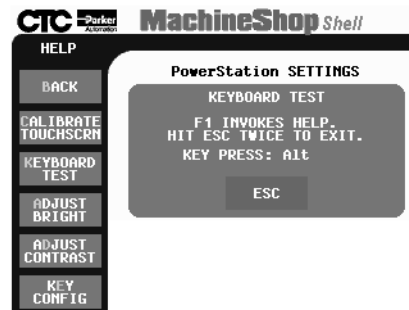 CTC Parker Automation MachineShop Shell
HELP
BACK
CALIBRATE
TOUCHSCRN
KEYBOARD
TEST
ADJUST
BRIGHT
ADJUST
CONTRAST
KEY
CONFIG
PowerStation SETTINGS
KEYBOARD TEST
F1 INVOKES HELP.
HIT ESC TWICE TO EXIT.
KEY PRESS: Alt
ESC